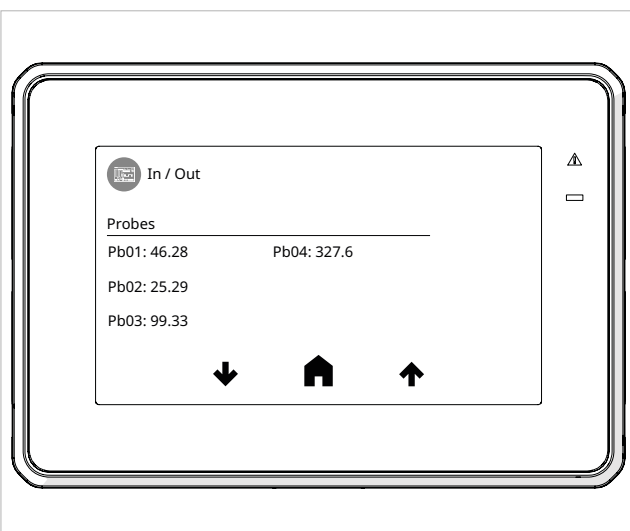 In / Out
Probes
Pb01: 46.28 Pb04: 327.6
Pb02: 25.29
Pb03: 99.33